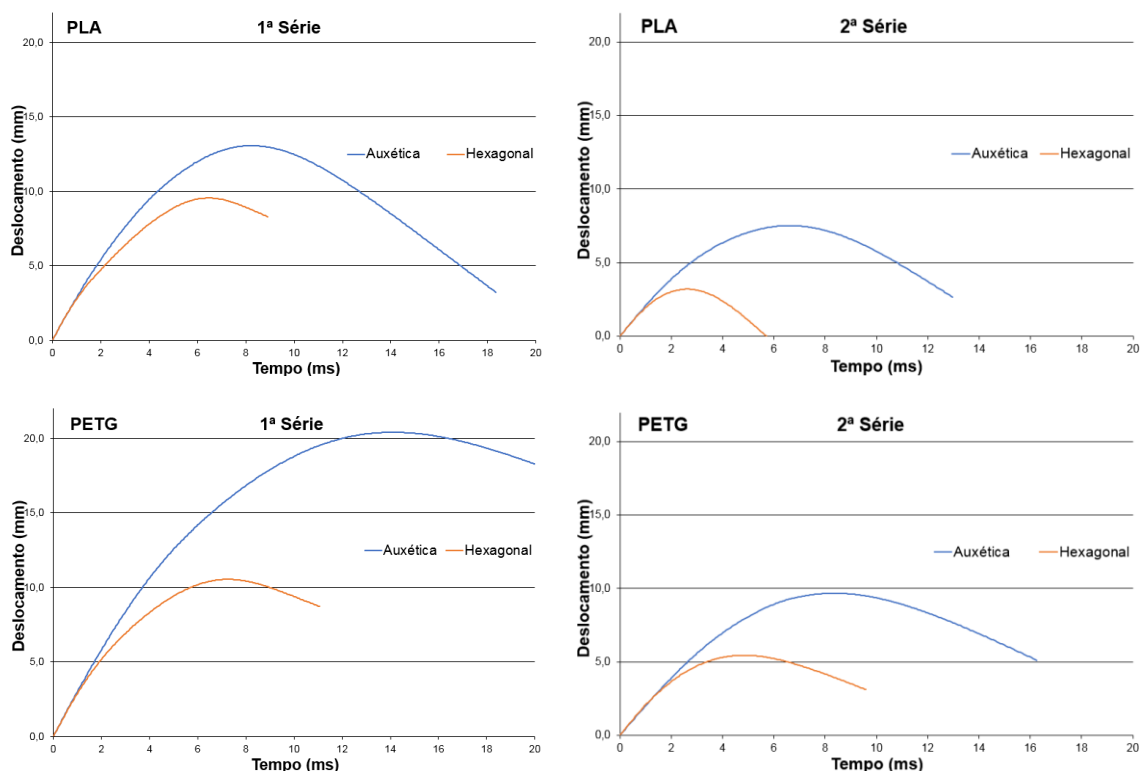 PLA 1ª Série
20,0
15,0
10,0
5,0
0,0
Deslocamento (mm)
Auxética Hexagonal
0 2 4 6 8 10 12 14 16 18 20
Tempo (ms)
PLA 2ª Série
20,0
15,0
10,0
5,0
0,0
Deslocamento (mm)
Auxética Hexagonal
0 2 4 6 8 10 12 14 16 18 20
Tempo (ms)
PETG 1ª Série
20,0
15,0
10,0
5,0
0,0
Deslocamento (mm)
Auxética Hexagonal
0 2 4 6 8 10 12 14 16 18 20
Tempo (ms)
PETG 2ª Série
20,0
15,0
10,0
5,0
0,0
Deslocamento (mm)
Auxética Hexagonal
0 2 4 6 8 10 12 14 16 18 20
Tempo (ms)